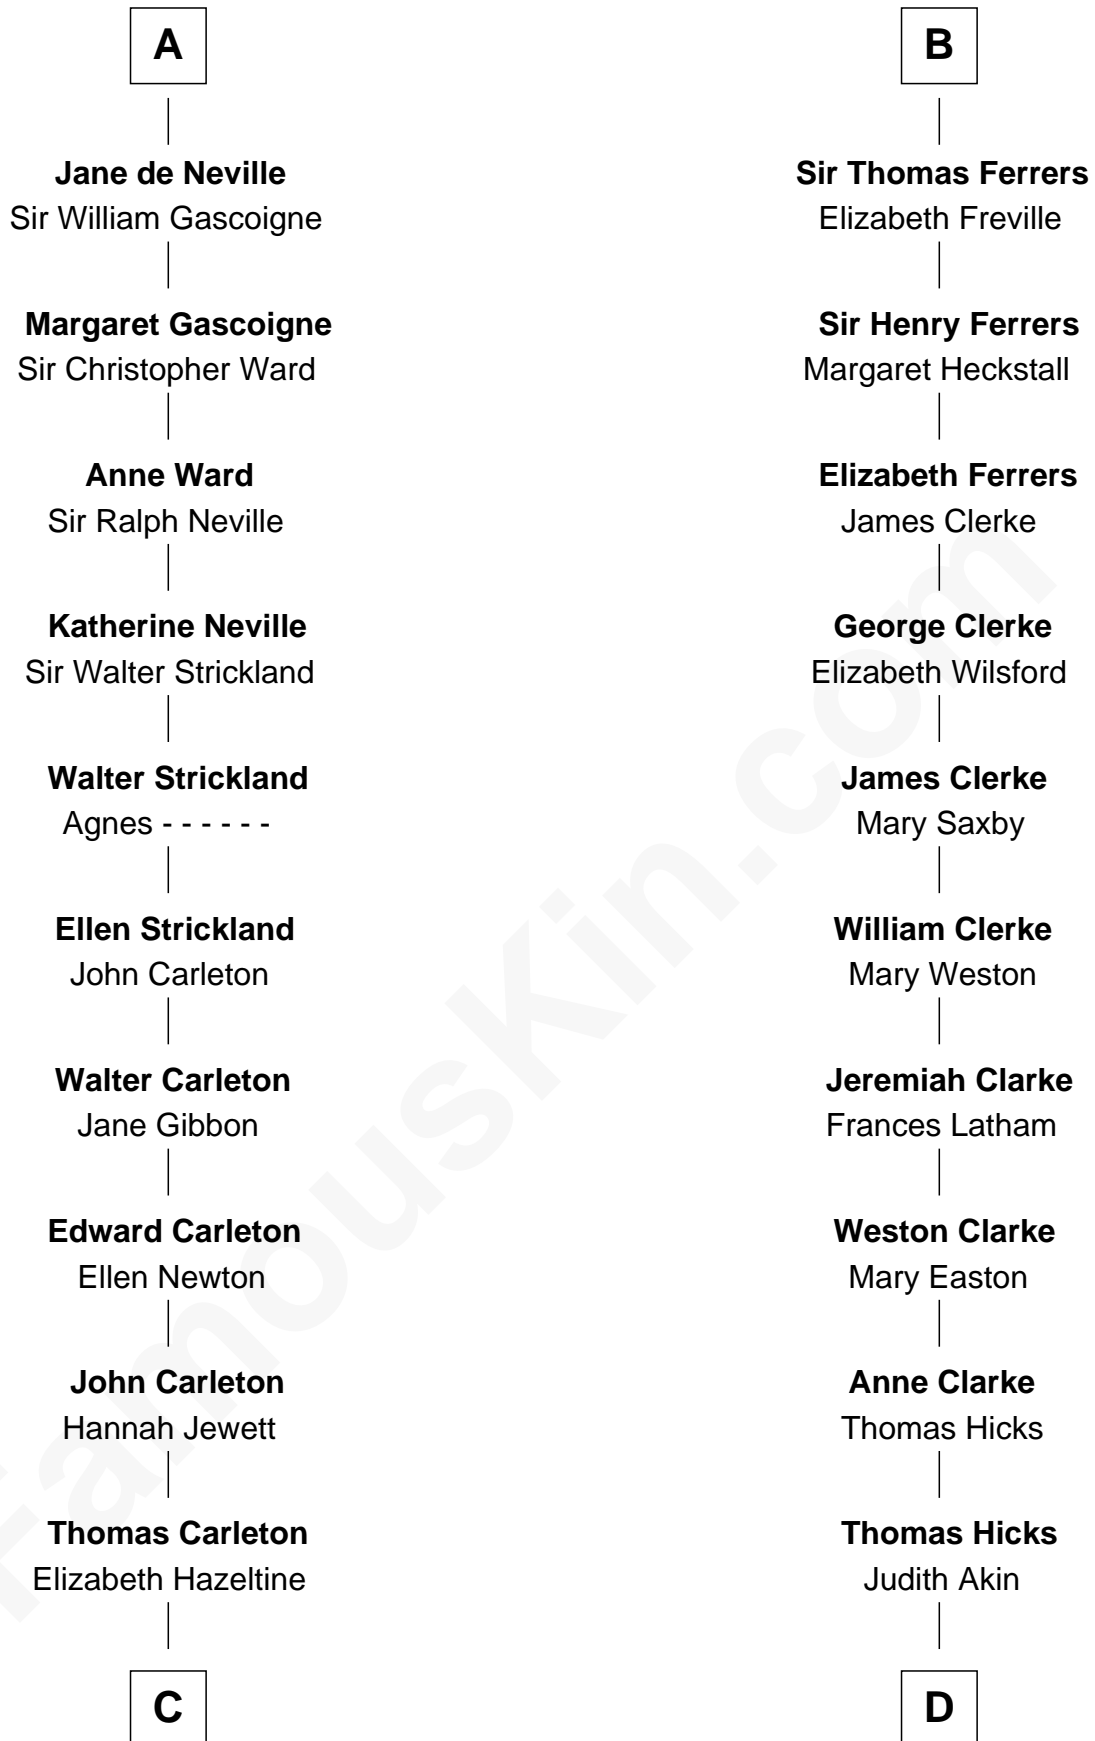 A
Jane de Neville
Sir William Gascoigne
Margaret Gascoigne
Sir Christopher Ward
Anne Ward
Sir Ralph Neville
Katherine Neville
Sir Walter Strickland
Walter Strickland
Agnes - - - - - -
Ellen Strickland
John Carleton
Walter Carleton
Jane Gibbon
Edward Carleton
Ellen Newton
John Carleton
Hannah Jewett
Thomas Carleton
Elizabeth Hazeltine
C
B
Sir Thomas Ferrers
Elizabeth Freville
Sir Henry Ferrers
Margaret Heckstall
Elizabeth Ferrers
James Clerke
George Clerke
Elizabeth Wilsford
James Clerke
Mary Saxby
William Clerke
Mary Weston
Jeremiah Clarke
Frances Latham
Weston Clarke
Mary Easton
Anne Clarke
Thomas Hicks
Thomas Hicks
Judith Akin
D
FamousKin.com